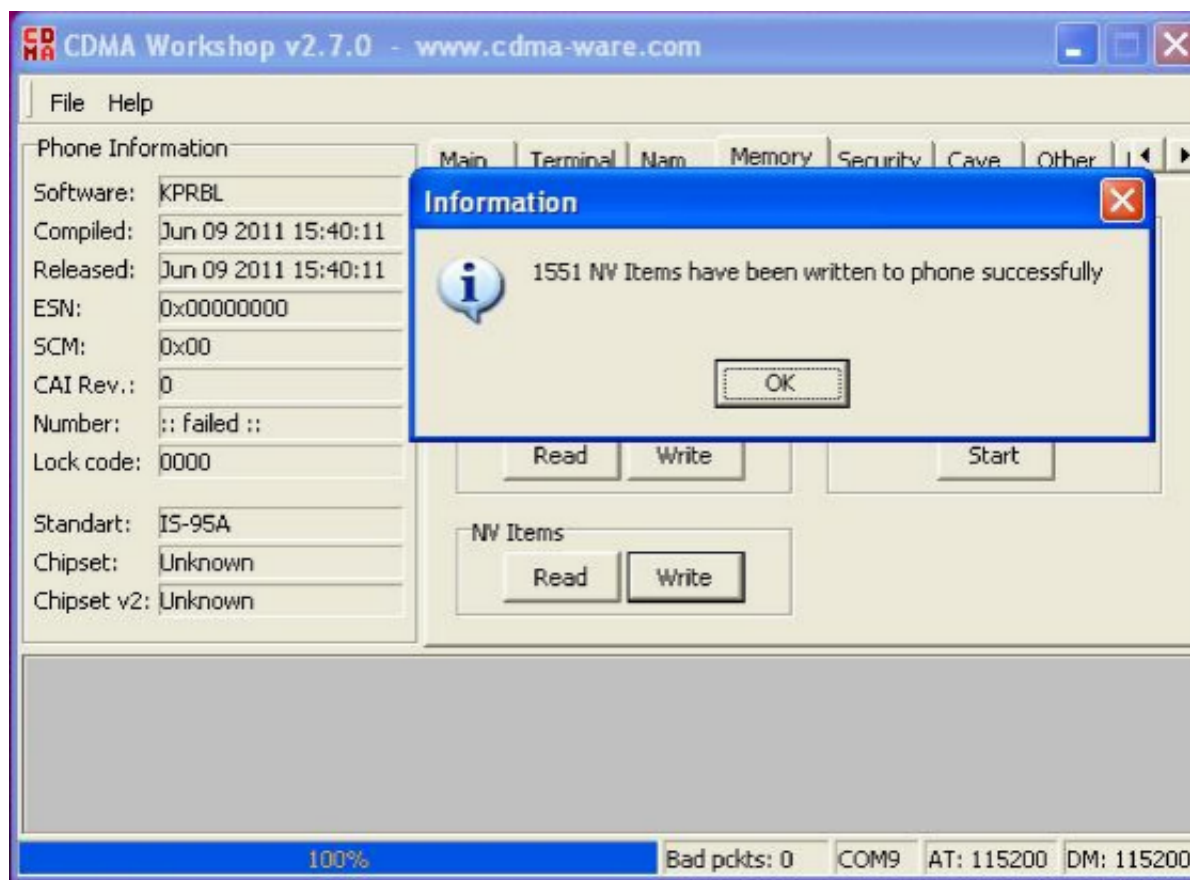 CDMA Workshop v2.7.0 - www.cdma-ware.com
File Help
Phone Information
Software: KPRBL
Compiled: Jun 09 2011 15:40:11
Released: Jun 09 2011 15:40:11
ESN: 0x00000000
SCM: 0x00
CAI Rev.: 0
Number: :: failed ::
Lock code: 0000
Standart: IS-95A
Chipset: Unknown
Chipset v2: Unknown
Main Terminal Nam Memory Security Cave Other
Information
1551 NV Items have been written to phone successfully
OK
Read Write Start
NV Items
Read Write
100% Bad pckts: 0 COM9 AT: 115200 DM: 115200